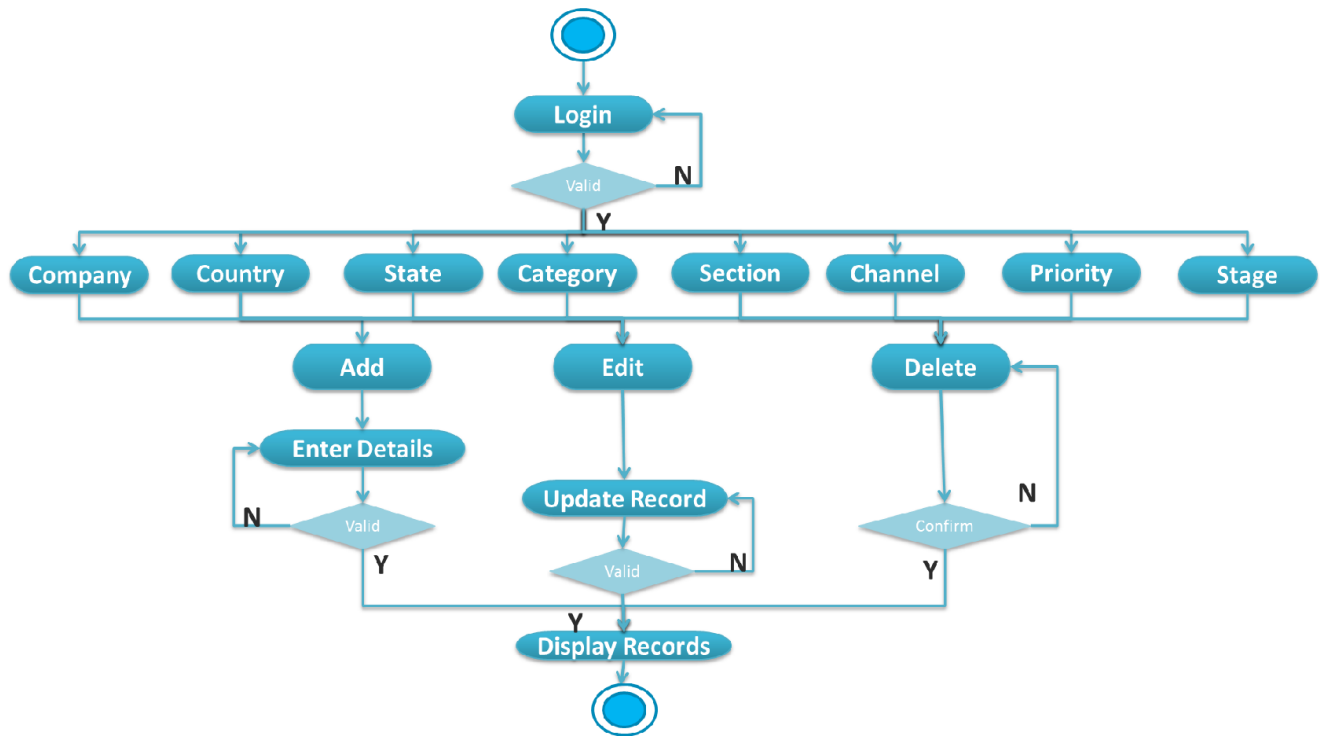 Login
Valid
N
Y
Company
Country
State
Category
Section
Channel
Priority
Stage
Add
Edit
Delete
Enter Details
Update Record
N
N
Valid
Confirm
Y
Valid
N
Y
Y
Display Records